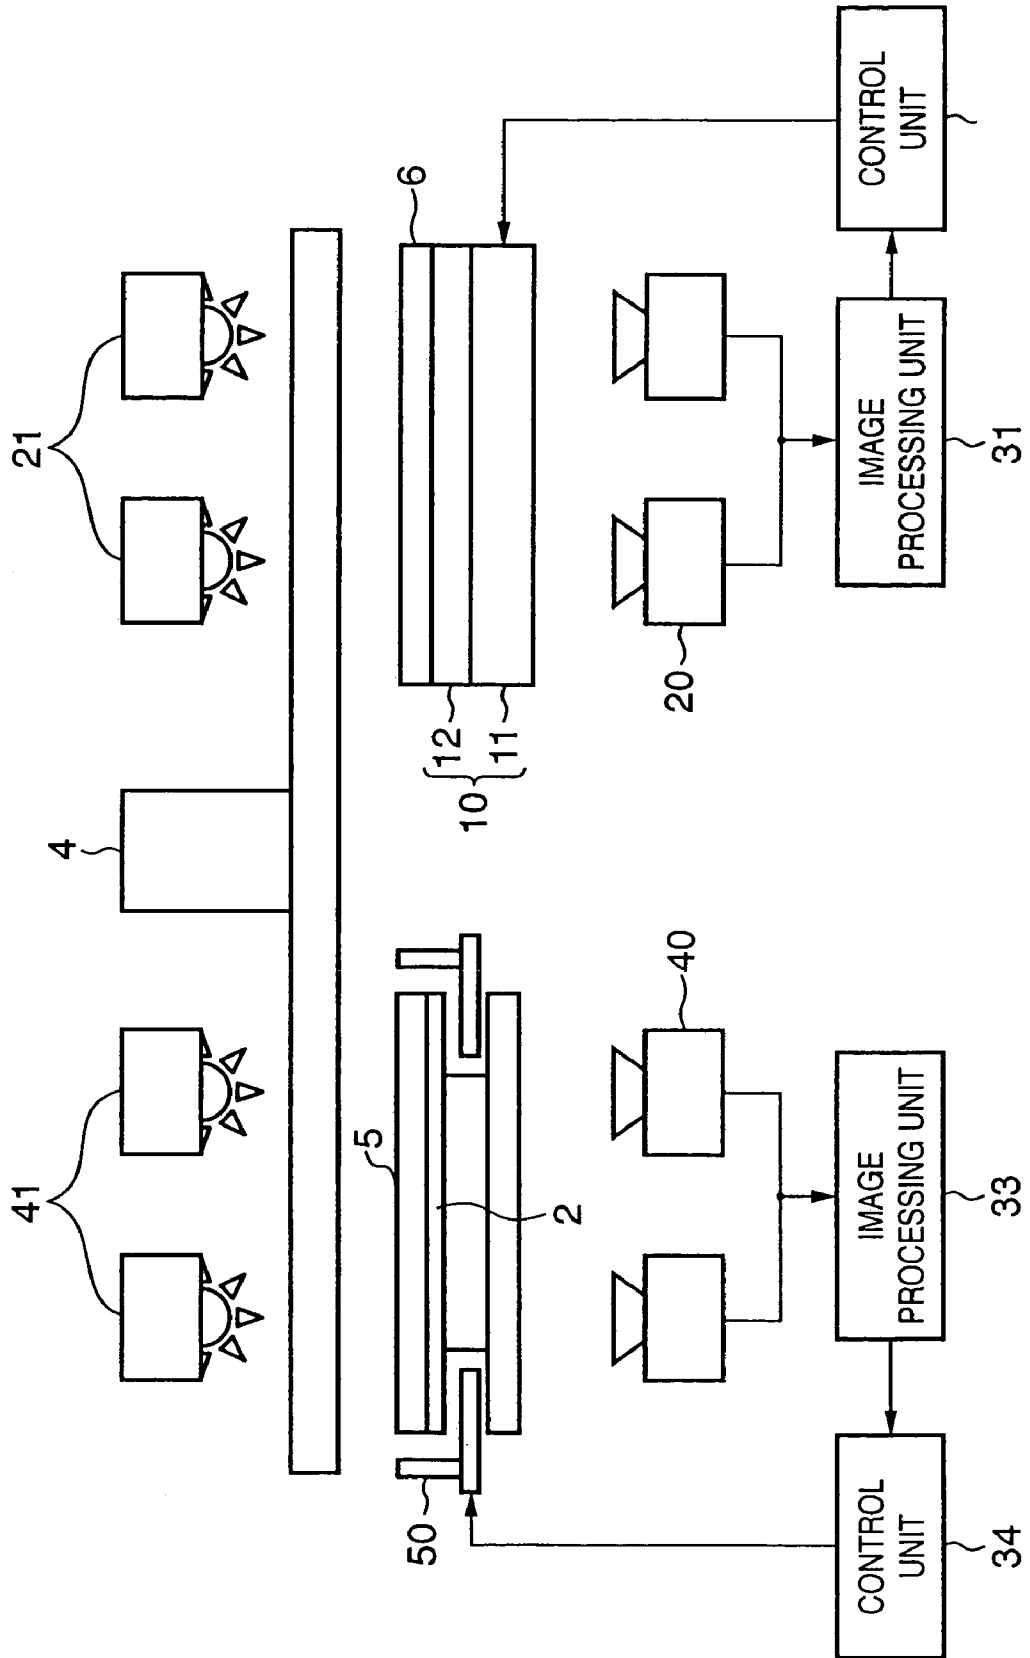 21
41
4
6
5
12
11
10
2
50
20
40
IMAGE
PROCESSING UNIT
31
CONTROL
UNIT
IMAGE
PROCESSING UNIT
33
CONTROL
UNIT
34